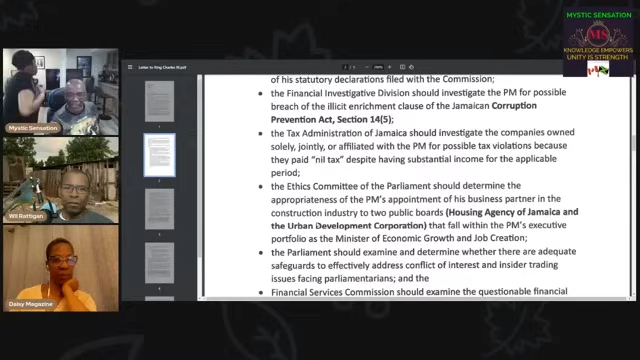 MYSTIC SENSATION
MS
KNOWLEDGE EMPOWERS
UNITY IS STRENGTH
Letter to King Charles III.pdf
of his statutory declarations filed with the Commission;
• the Financial Investigative Division should investigate the PM for possible
breach of the illicit enrichment clause of the Jamaican Corruption
Prevention Act, Section 14(5);
• the Tax Administration of Jamaica should investigate the companies owned
solely, jointly, or affiliated with the PM for possible tax violations because
they paid "nil tax" despite having substantial income for the applicable
period;
• the Ethics Committee of the Parliament should determine the
appropriateness of the PM's appointment of his business partner in the
construction industry to two public boards (Housing Agency of Jamaica and
the Urban Development Corporation) that fall within the PM's executive
portfolio as the Minister of Economic Growth and Job Creation;
• the Parliament should examine and determine whether there are adequate
safeguards to effectively address conflict of interest and insider trading
issues facing parliamentarians; and the
• Financial Services Commission should examine the questionable financial
Mystic Sensation
Wil Rattigan
Daisy Magazine